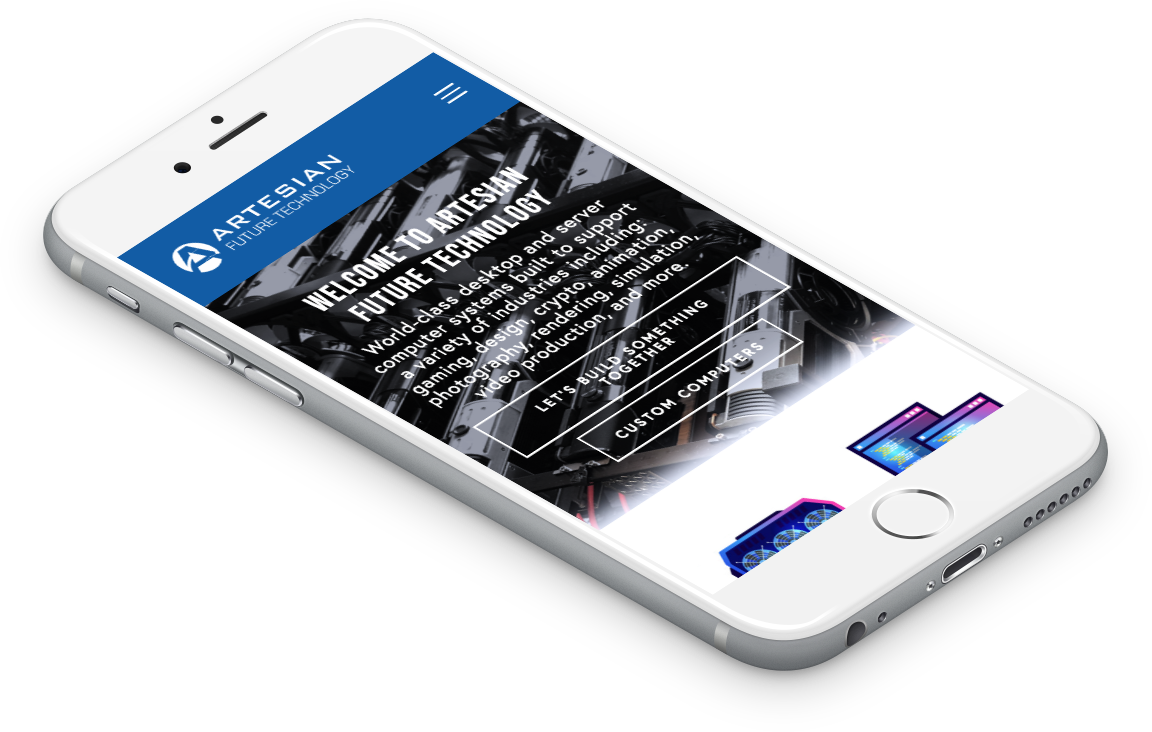 ARTESIAN
FUTURE TECHNOLOGY
WELCOME TO ARTESIAN
FUTURE TECHNOLOGY
World-class desktop and server
computer systems built to support
a variety of industries including:
gaming, design, crypto, animation,
photography, rendering, simulation,
video production, and more.
LET'S BUILD SOMETHING
TOGETHER
CUSTOM COMPUTERS